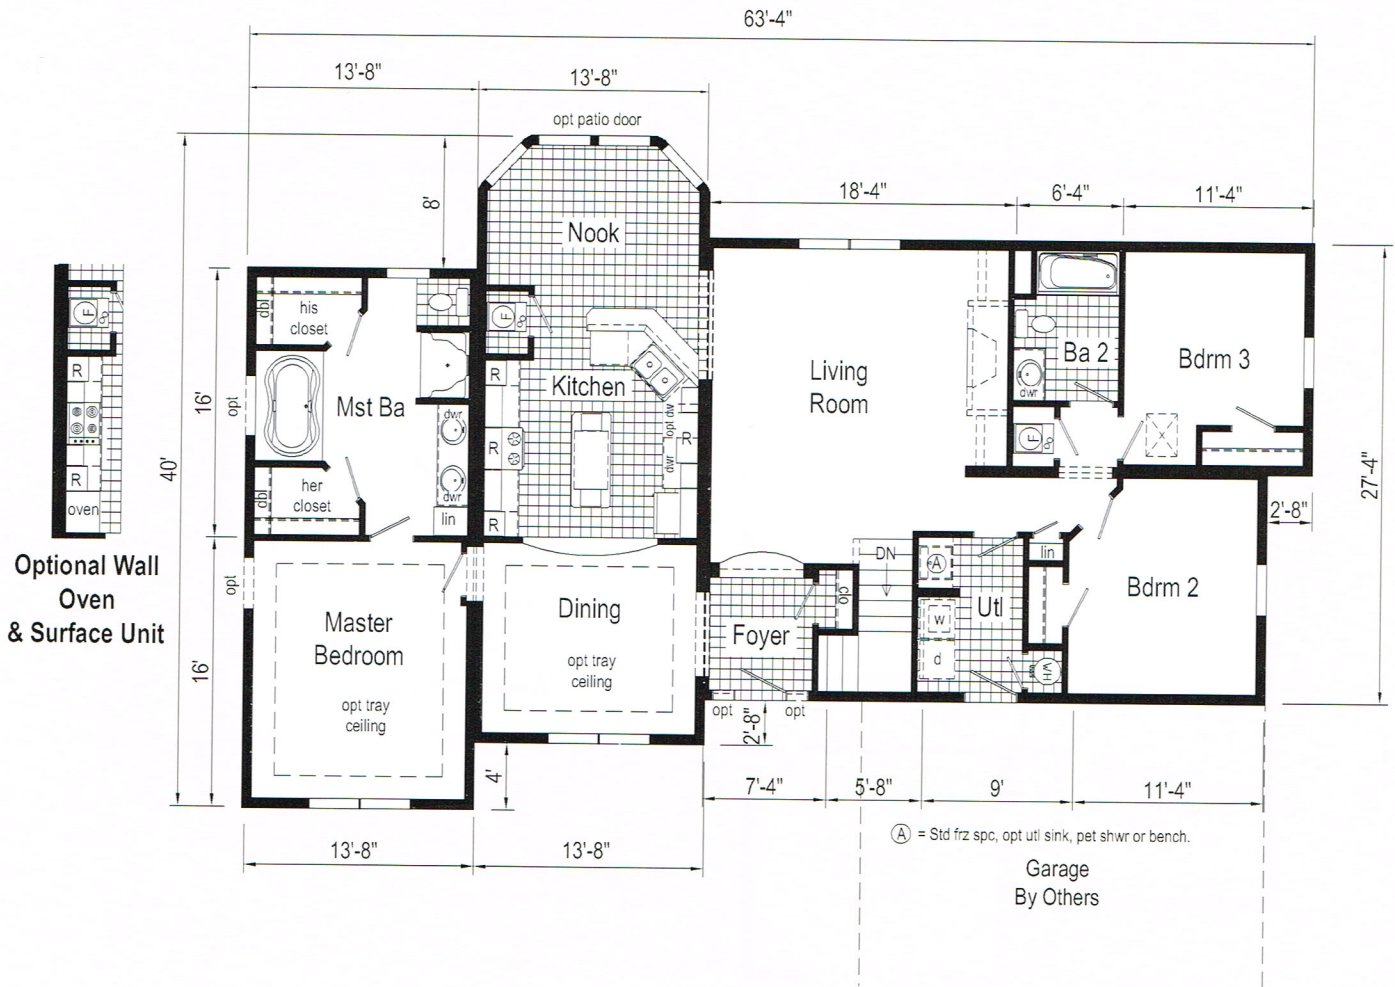 63'-4"
13'-8"
13'-8"
opt patio door
18'-4"
6'-4"
11'-4"
8'
Nook
his
closet
dbl
F
Kitchen
R
Living
Room
Ba 2
dwr
Bdrm 3
F
X
16'
opt
Mst Ba
dwr
dwr
lin
her
closet
dbl
R
R
opt dw
R
dwr
40'
27'-4"
2'-8"
F
R
R
oven
Optional Wall
Oven
& Surface Unit
DN
A
lin
w
d
Utl
WH
Bdrm 2
clo
Foyer
Dining
opt tray
ceiling
opt
Master
Bedroom
opt tray
ceiling
16'
opt
opt
2'-8"
4'
7'-4"
5'-8"
9'
11'-4"
13'-8"
13'-8"
A = Std frz spc, opt utl sink, pet shwr or bench.
Garage
By Others